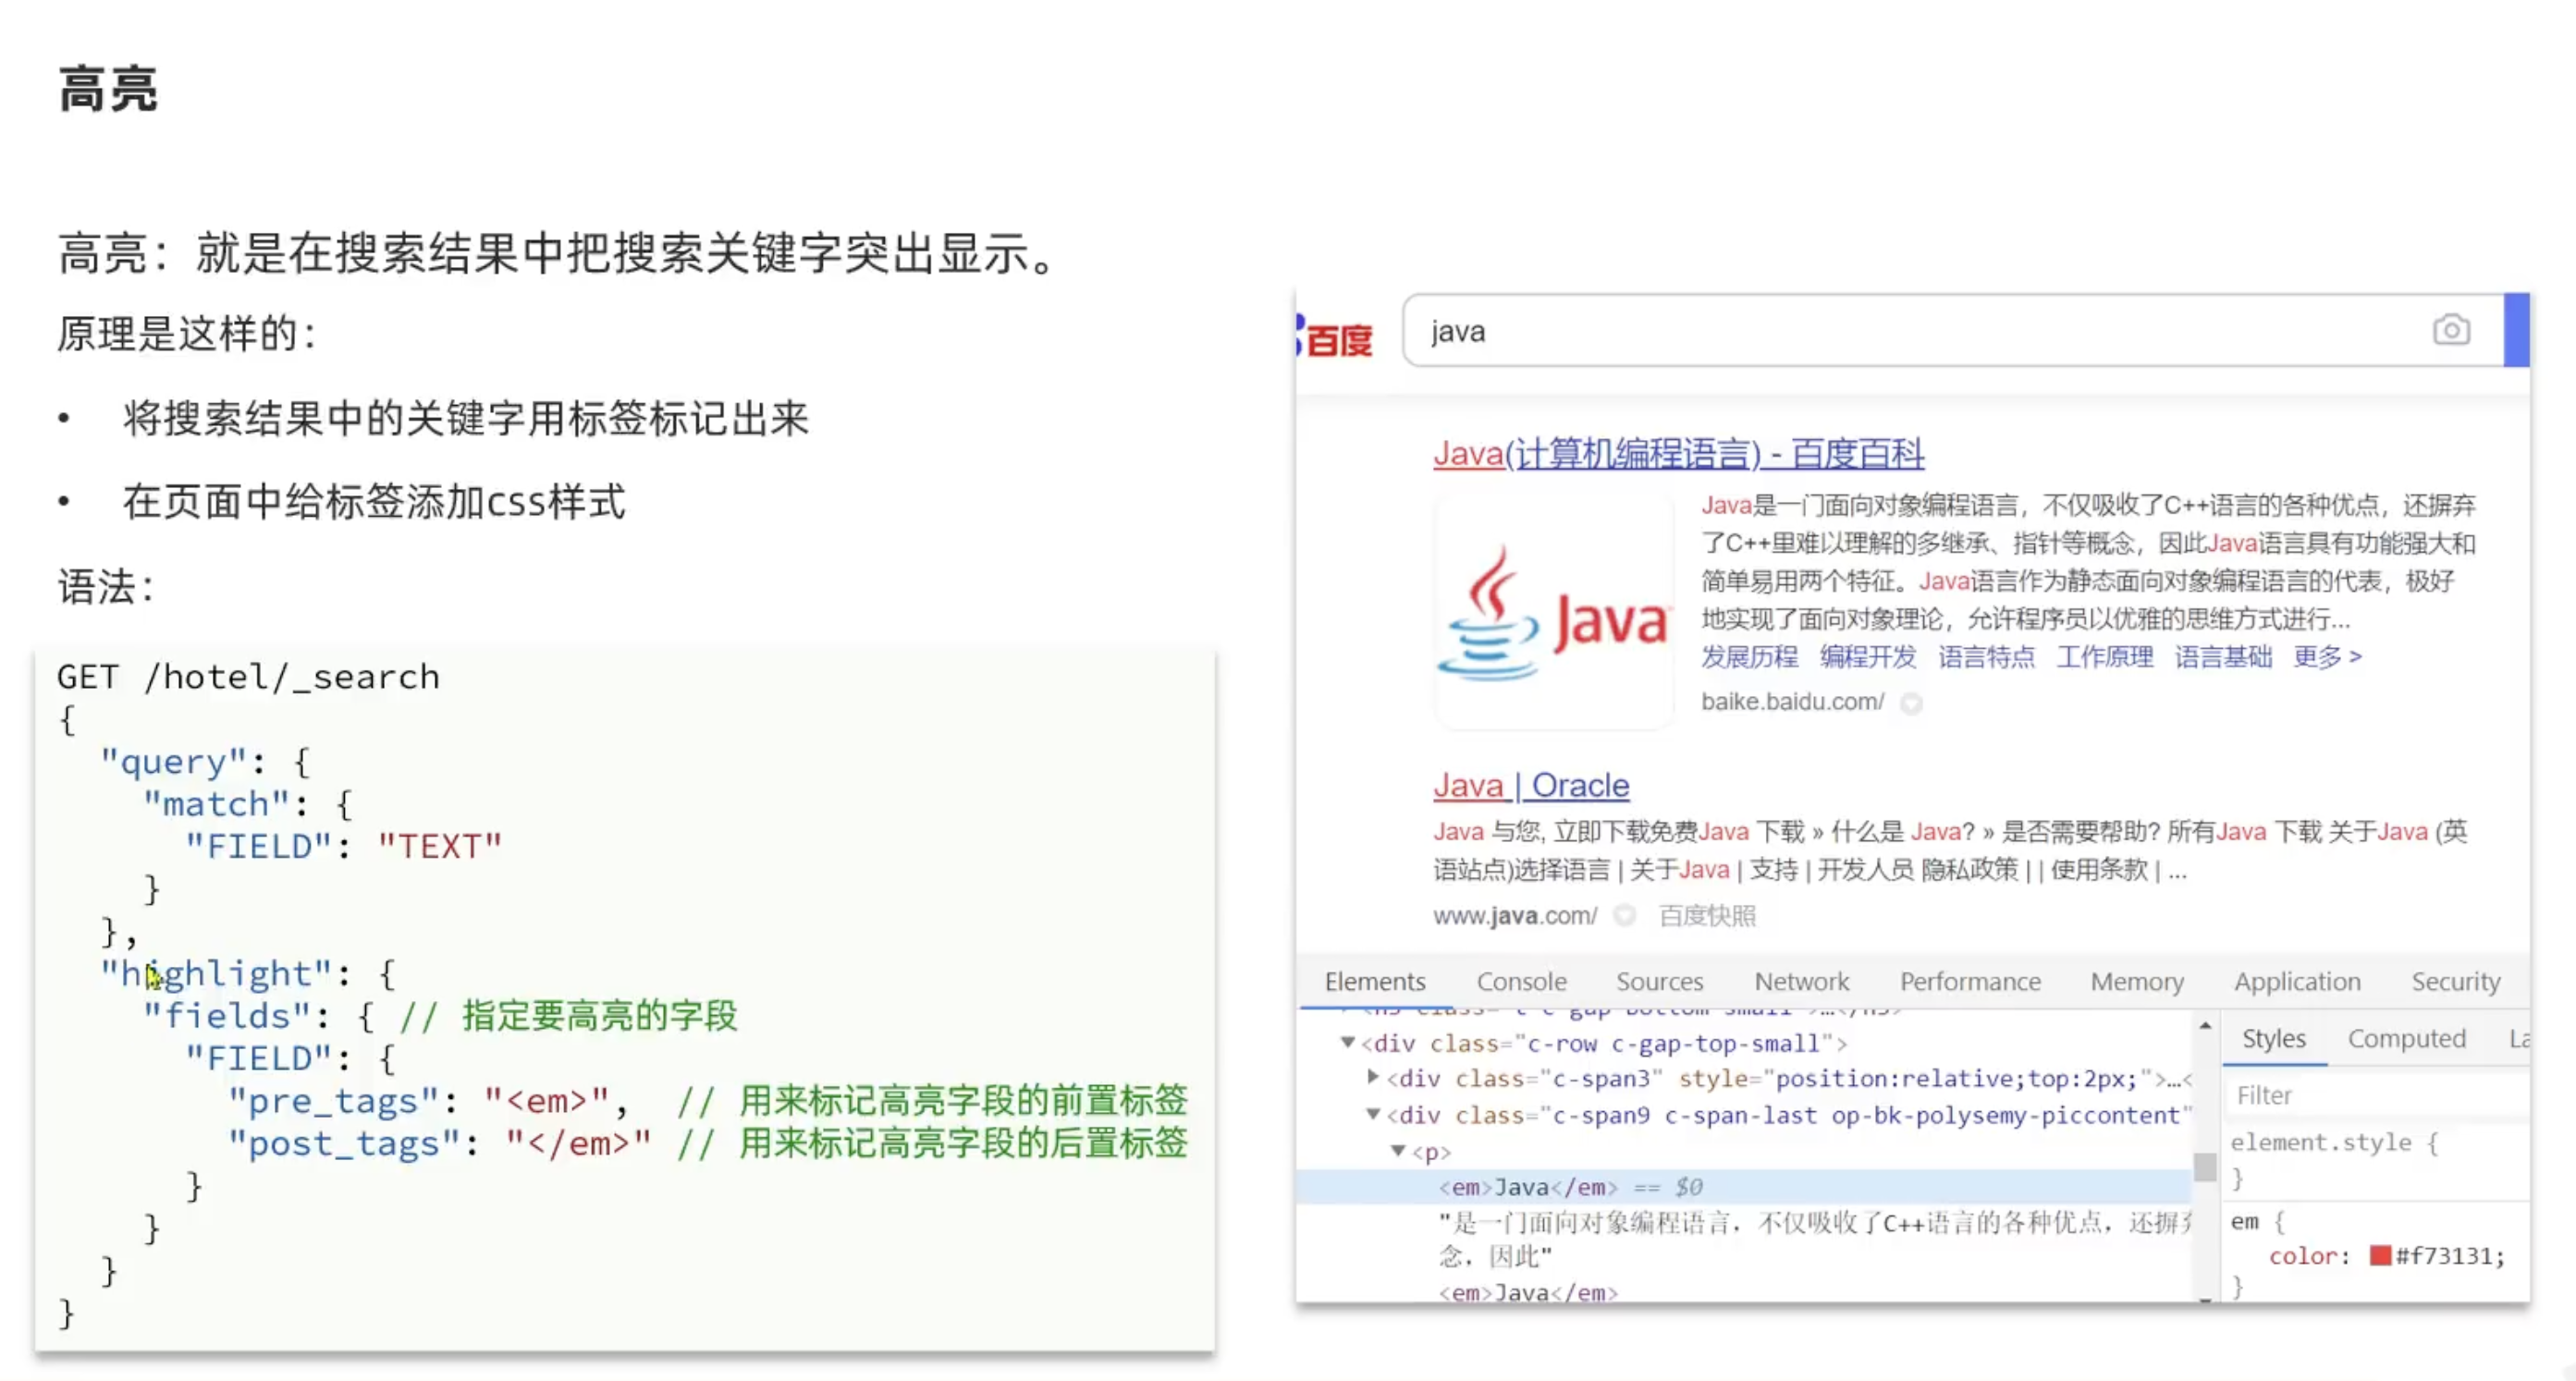 高亮
高亮：就是在搜索结果中把搜索关键字突出显示。
原理是这样的：
• 将搜索结果中的关键字用标签标记出来
• 在页面中给标签添加css样式
语法：
GET /hotel/_search
{
"query": {
"match": {
"FIELD": "TEXT"
}
},
"highlight": {
"fields": { // 指定要高亮的字段
"FIELD": {
"pre_tags": "<em>", // 用来标记高亮字段的前置标签
"post_tags": "</em>" // 用来标记高亮字段的后置标签
}
}
}
}
百度
java
Java(计算机编程语言) - 百度百科
Java
Java是一门面向对象编程语言，不仅吸收了C++语言的各种优点，还摒弃
了C++里难以理解的多继承、指针等概念，因此Java语言具有功能强大和
简单易用两个特征。Java语言作为静态面向对象编程语言的代表，极好
地实现了面向对象理论，允许程序员以优雅的思维方式进行...
发展历程 编程开发 语言特点 工作原理 语言基础 更多 >
baike.baidu.com/
Java | Oracle
Java 与您, 立即下载免费Java 下载 » 什么是 Java? » 是否需要帮助? 所有Java 下载 关于Java (英
语站点)选择语言 | 关于Java | 支持 | 开发人员 隐私政策 | | 使用条款 | ...
www.java.com/ 百度快照
Elements Console Sources Network Performance Memory Application Security
<div class="c-row c-gap-top-small">
<div class="c-span3" style="position:relative;top:2px;">…<
<div class="c-span9 c-span-last op-bk-polysemy-piccontent"
<p>
<em>Java</em> == $0
"是一门面向对象编程语言，不仅吸收了C++语言的各种优点，还摒弃
念，因此"
<em>Java</em>
Styles Computed La
Filter
element.style {
}
em {
color: #f73131;
}